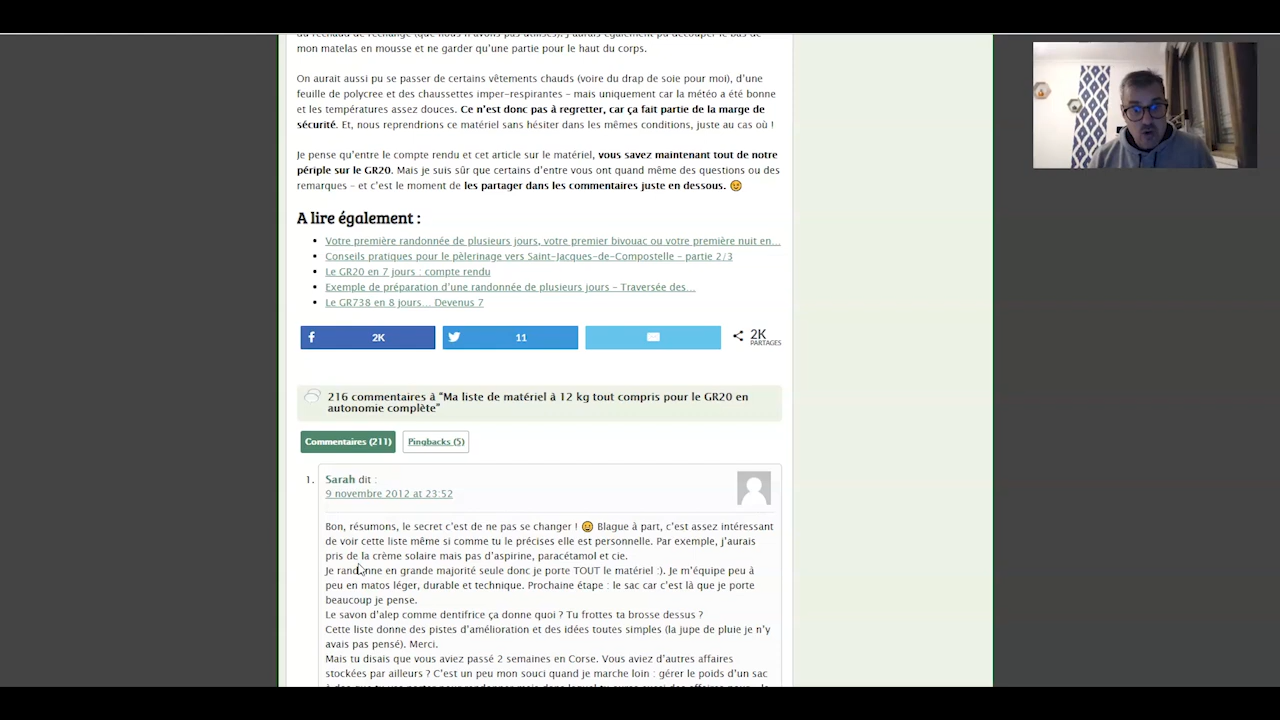 du réchaud de rechange (que nous n'avons pas utilisés). J'aurais également pu découper le bas de
mon matelas en mousse et ne garder qu'une partie pour le haut du corps.
On aurait aussi pu se passer de certains vêtements chauds (voire du drap de soie pour moi), d'une
feuille de polycree et des chaussettes imper-respirantes – mais uniquement car la météo a été bonne
et les températures assez douces. Ce n'est donc pas à regretter, car ça fait partie de la marge de
sécurité. Et, nous reprendrions ce matériel sans hésiter dans les mêmes conditions, juste au cas où !
Je pense qu'entre le compte rendu et cet article sur le matériel, vous savez maintenant tout de notre
périple sur le GR20. Mais je suis sûr que certains d'entre vous ont quand même des questions ou des
remarques – et c'est le moment de les partager dans les commentaires juste en dessous. 😉
A lire également :
Votre première randonnée de plusieurs jours, votre premier bivouac ou votre première nuit en...
Conseils pratiques pour le pèlerinage vers Saint-Jacques-de-Compostelle – partie 2/3
Le GR20 en 7 jours : compte rendu
Exemple de préparation d'une randonnée de plusieurs jours – Traversée des...
Le GR738 en 8 jours... Devenus 7
2K
11
2K
PARTAGES
216 commentaires à "Ma liste de matériel à 12 kg tout compris pour le GR20 en
autonomie complète"
Commentaires (211)
Pingbacks (5)
1.
Sarah dit :
9 novembre 2012 at 23:52
Bon, résumons, le secret c'est de ne pas se changer ! 😀 Blague à part, c'est assez intéressant
de voir cette liste même si comme tu le précises elle est personnelle. Par exemple, j'aurais
pris de la crème solaire mais pas d'aspirine, paracétamol et cie.
Je randonne en grande majorité seule donc je porte TOUT le matériel :). Je m'équipe peu à
peu en matos léger, durable et technique. Prochaine étape : le sac car c'est là que je porte
beaucoup je pense.
Le savon d'alep comme dentifrice ça donne quoi ? Tu frottes ta brosse dessus ?
Cette liste donne des pistes d'amélioration et des idées toutes simples (la jupe de pluie je n'y
avais pas pensé). Merci.
Mais tu disais que vous aviez passé 2 semaines en Corse. Vous aviez d'autres affaires
stockées par ailleurs ? C'est un peu mon souci quand je marche loin : gérer le poids d'un sac